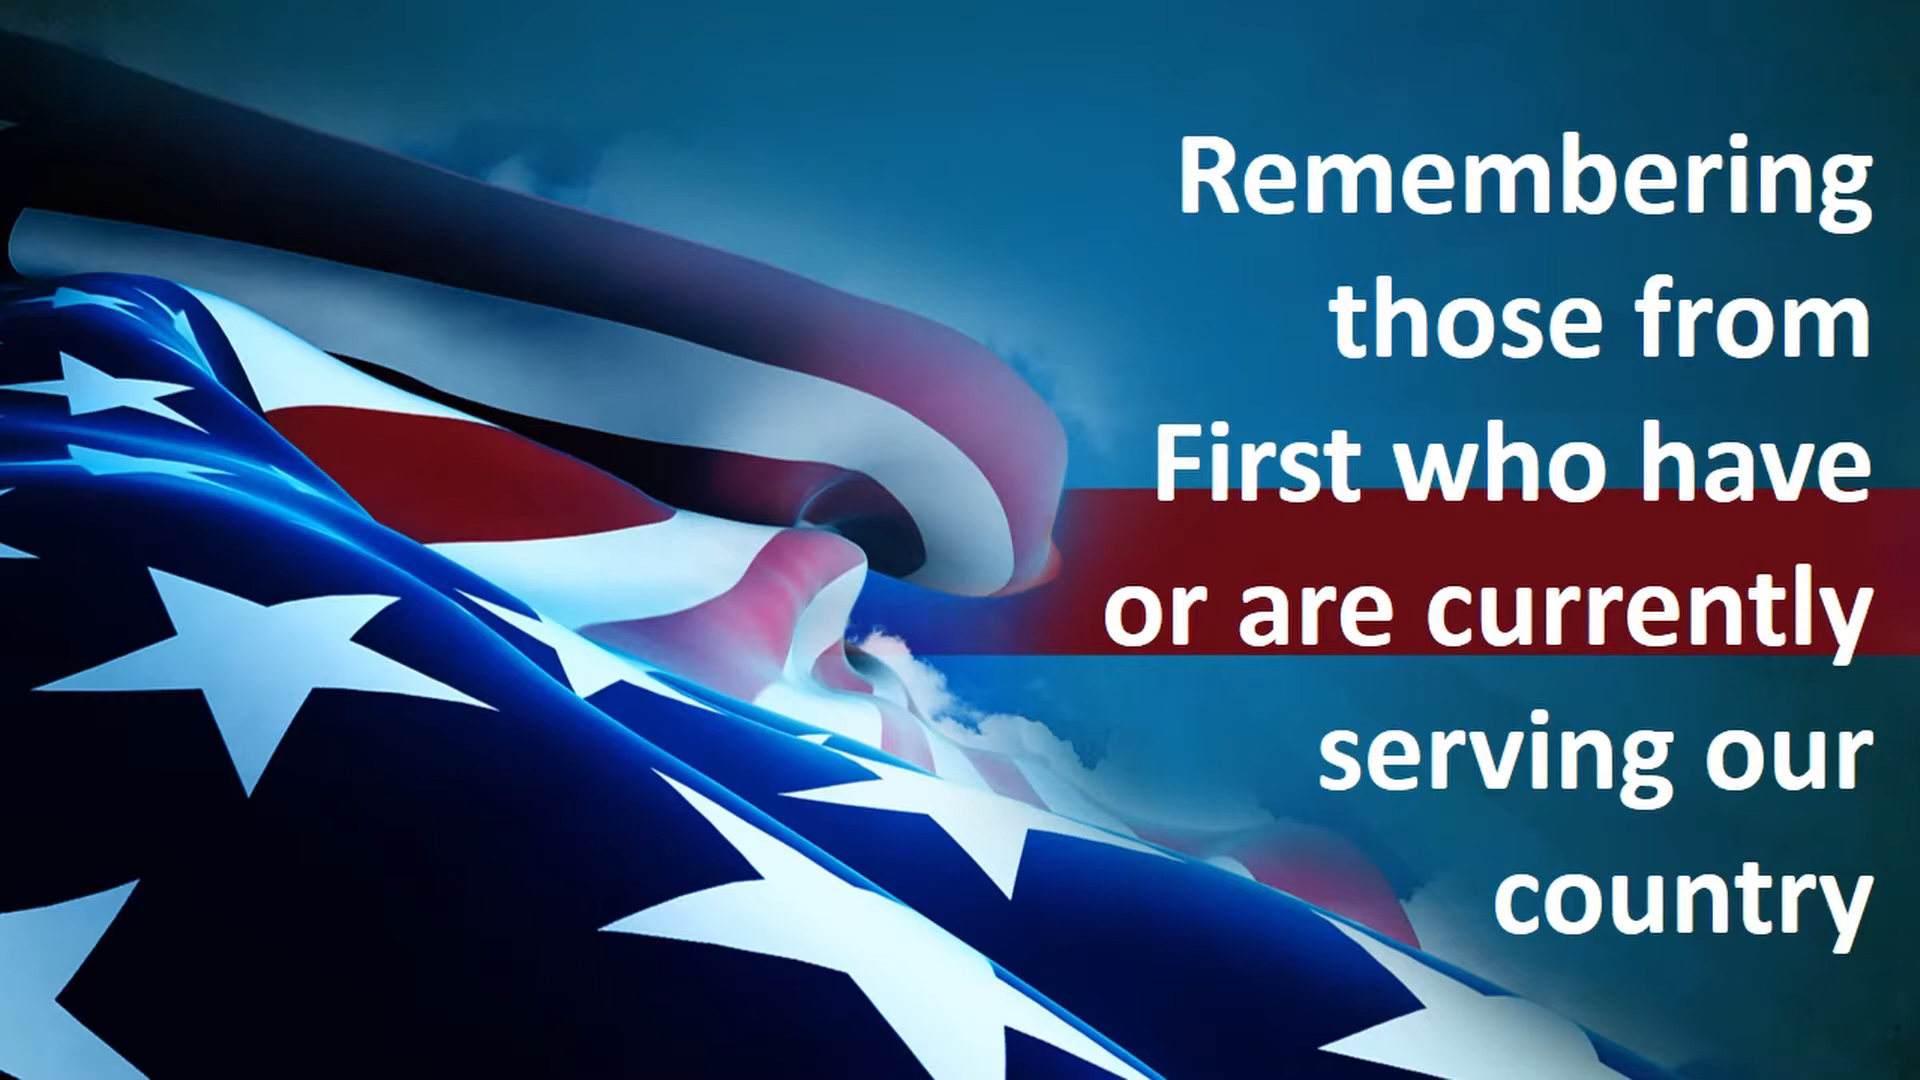 Remembering
those from
First who have
or are currently
serving our
country